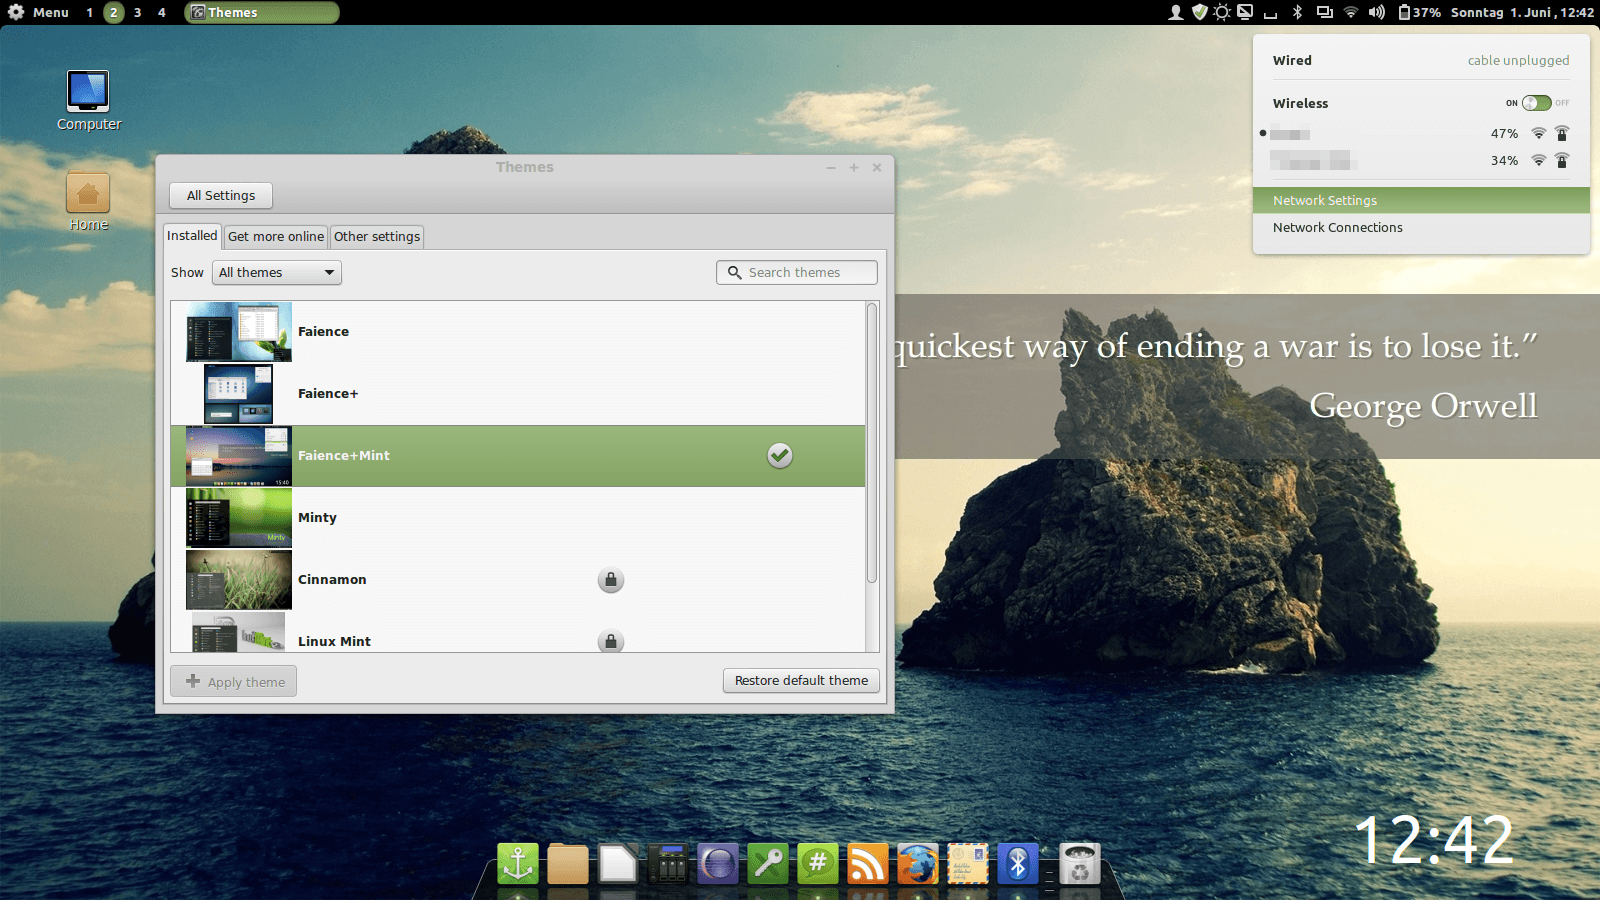 Menu 1 2 3 4 Themes
37% Sonntag 1. Juni , 12:42
Computer
Home
Wired cable unplugged
Wireless ON OFF
47%
34%
Network Settings
Network Connections
Themes
All Settings
Installed Get more online Other settings
Show All themes Search themes
Faience
Faience+
Faience+Mint
15:40
Minty
Minty
Cinnamon
Linux Mint
+ Apply theme Restore default theme
quickest way of ending a war is to lose it.”
George Orwell
12:42
#